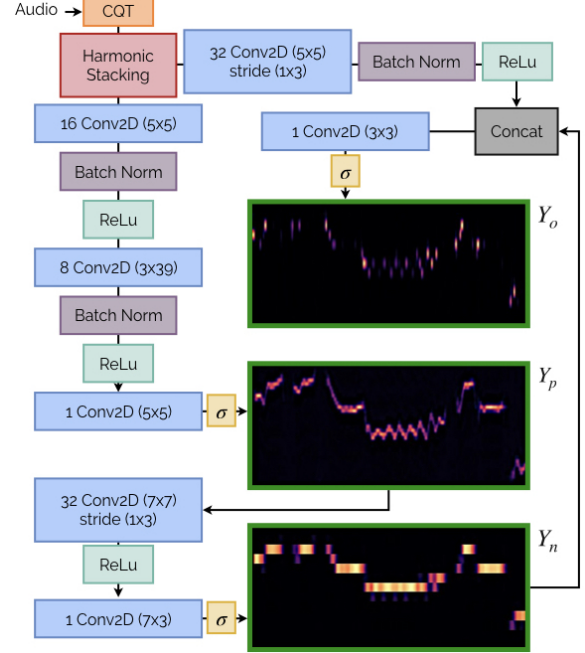 Audio
CQT
Harmonic
Stacking
32 Conv2D (5x5)
stride (1x3)
Batch Norm
ReLu
16 Conv2D (5x5)
1 Conv2D (3x3)
Concat
Batch Norm
σ
ReLu
Yo
8 Conv2D (3x39)
Batch Norm
ReLu
Yp
1 Conv2D (5x5)
σ
32 Conv2D (7x7)
stride (1x3)
Yn
ReLu
1 Conv2D (7x3)
σ